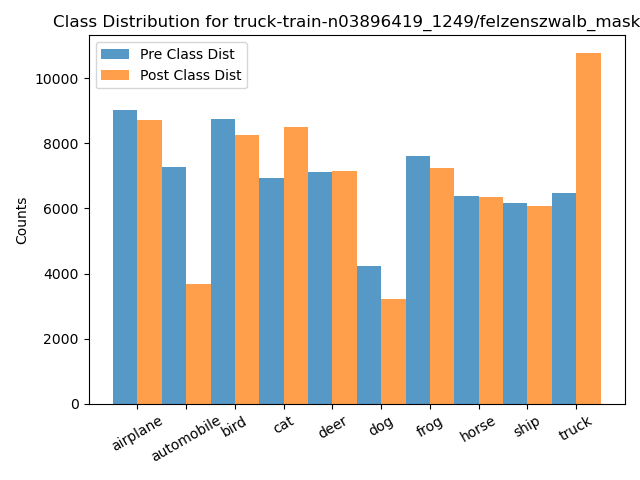 Class Distribution for truck-train-n03896419_1249/felzenszwalb_mask
Pre Class Dist
Post Class Dist
Counts
10000
8000
6000
4000
2000
0
airplane
automobile
bird
cat
deer
dog
frog
horse
ship
truck